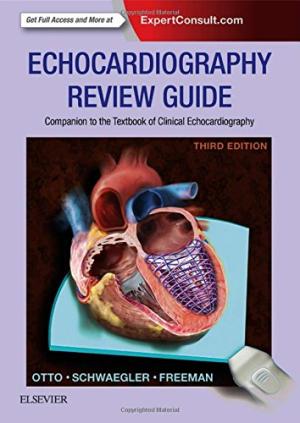 Get Full Access and More at
ExpertConsult.com
ECHOCARDIOGRAPHY
REVIEW GUIDE
Companion to the Textbook of Clinical Echocardiography
THIRD EDITION
OTTO • SCHWAEGLER • FREEMAN
ELSEVIER